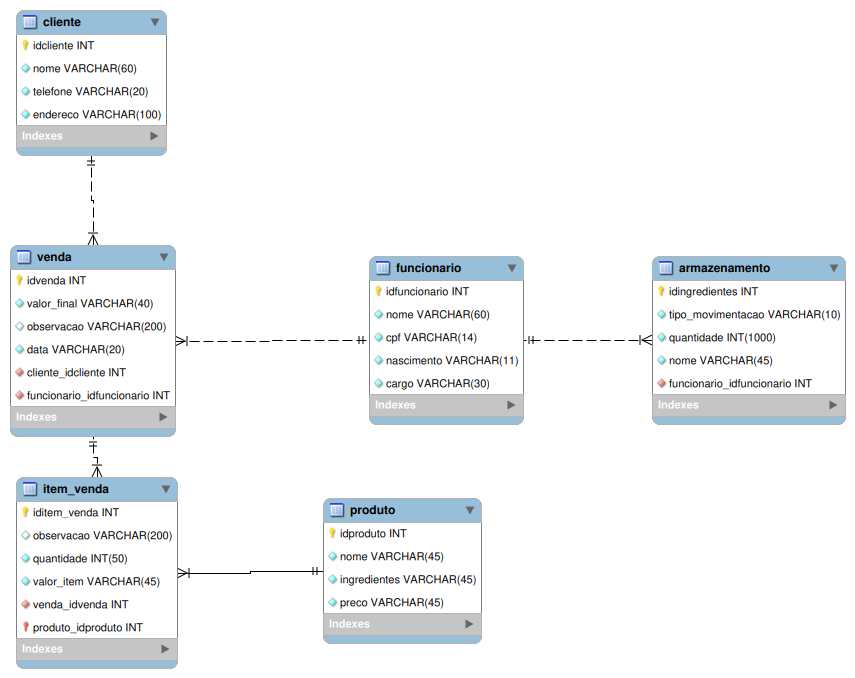 cliente
idcliente INT
nome VARCHAR(60)
telefone VARCHAR(20)
endereco VARCHAR(100)
Indexes
venda
idvenda INT
valor_final VARCHAR(40)
observacao VARCHAR(200)
data VARCHAR(20)
cliente_idcliente INT
funcionario_idfuncionario INT
Indexes
funcionario
idfuncionario INT
nome VARCHAR(60)
cpf VARCHAR(14)
nascimento VARCHAR(11)
cargo VARCHAR(30)
Indexes
armazenamento
idingredientes INT
tipo_movimentacao VARCHAR(10)
quantidade INT(1000)
nome VARCHAR(45)
funcionario_idfuncionario INT
Indexes
item_venda
iditem_venda INT
observacao VARCHAR(200)
quantidade INT(50)
valor_item VARCHAR(45)
venda_idvenda INT
produto_idproduto INT
Indexes
produto
idproduto INT
nome VARCHAR(45)
ingredientes VARCHAR(45)
preco VARCHAR(45)
Indexes